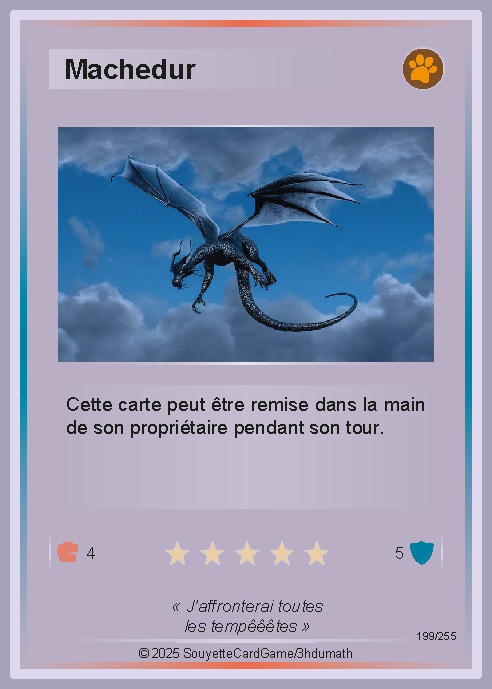 Machedur
Cette carte peut être remise dans la main
de son propriétaire pendant son tour.
4
5
« J'affronterai toutes
les tempêêêtes »
199/255
© 2025 SouyetteCardGame/3hdumath